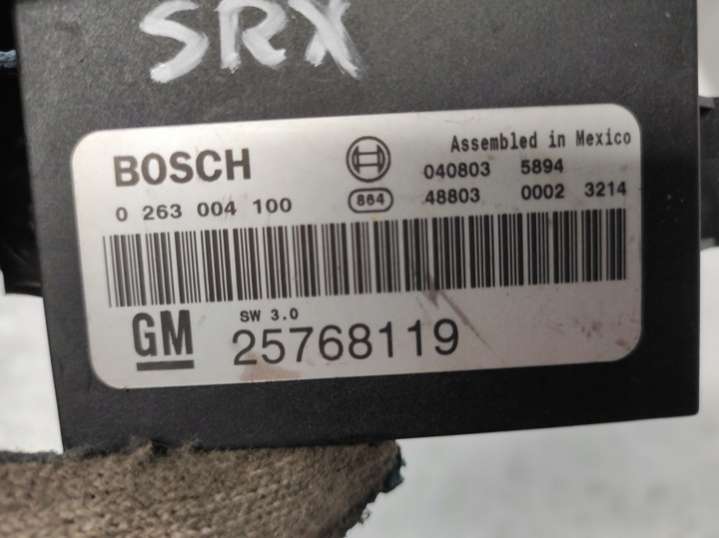 SRX
BOSCH
Assembled in Mexico
040803 5894
0 263 004 100
864
48803 0002 3214
SW 3.0
GM 25768119